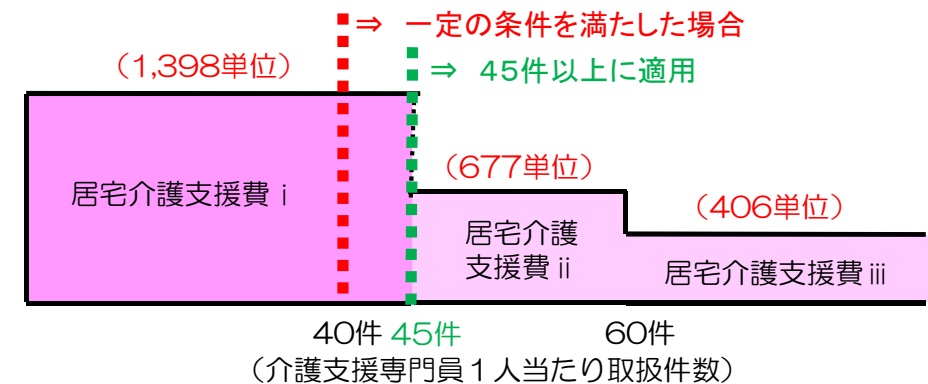 ⇒ 一定の条件を満たした場合
（1,398単位）
⇒ 45件以上に適用
（677単位）
（406単位）
居宅介護支援費ⅰ
居宅介護
支援費ⅱ
居宅介護支援費ⅲ
40件 45件 60件
（介護支援専門員１人当たり取扱件数）